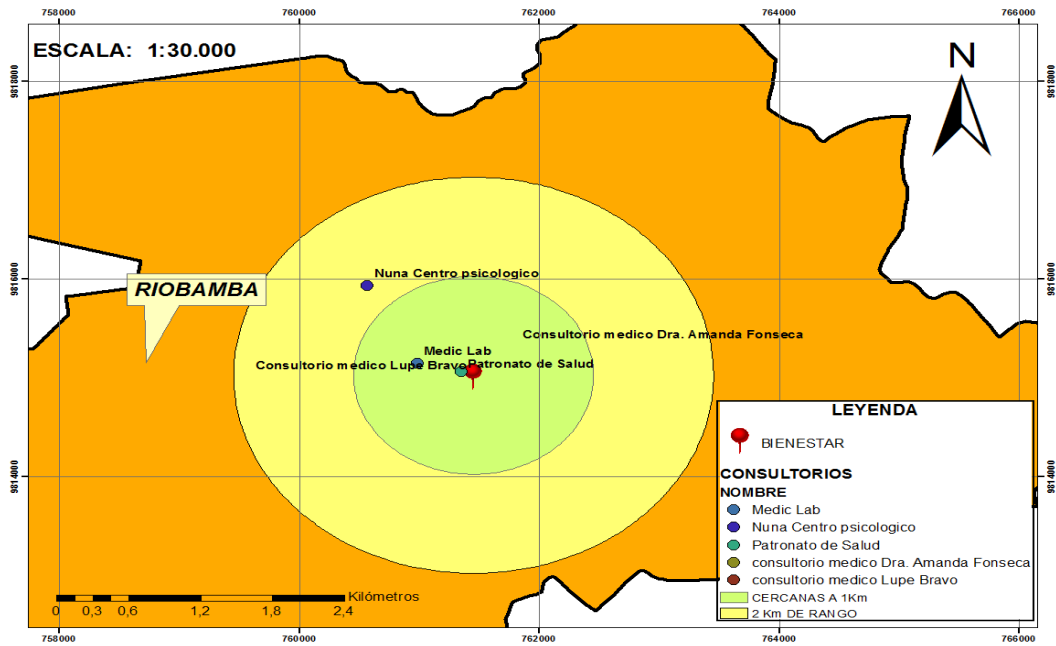 758000 760000 762000 764000 766000
ESCALA: 1:30.000
N
9818000 9818000
Nuna Centro psicologico
9816000 9816000
RIOBAMBA
Consultorio medico Dra. Amanda Fonseca
Medic Lab
Consultorio medico Lupe Bravo Patronato de Salud
LEYENDA
BIENESTAR
9814000 9814000
CONSULTORIOS
NOMBRE
Medic Lab
Nuna Centro psicologico
Patronato de Salud
consultorio medico Dra. Amanda Fonseca
consultorio medico Lupe Bravo
CERCANAS A 1Km
2 Km DE RANGO
Kilómetros
0 0,3 0,6 1,2 1,8 2,4
758000 760000 762000 764000 766000